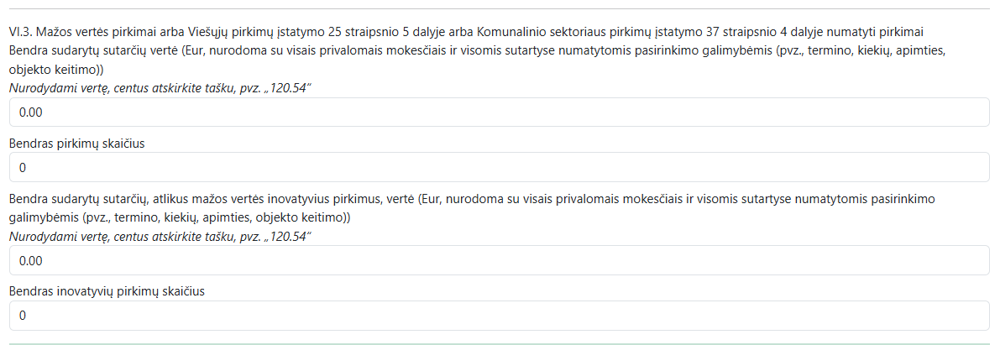 VI.3. Mažos vertės pirkimai arba Viešųjų pirkimų įstatymo 25 straipsnio 5 dalyje arba Komunalinio sektoriaus pirkimų įstatymo 37 straipsnio 4 dalyje numatyti pirkimai
Bendra sudarytų sutarčių vertė (Eur, nurodoma su visais privalomais mokesčiais ir visomis sutartyse numatytomis pasirinkimo galimybėmis (pvz., termino, kiekių, apimties,
objekto keitimo))
Nurodydami vertę, centus atskirkite tašku, pvz. „120.54“
0.00
Bendras pirkimų skaičius
0
Bendra sudarytų sutarčių, atlikus mažos vertės inovatyvius pirkimus, vertė (Eur, nurodoma su visais privalomais mokesčiais ir visomis sutartyse numatytomis pasirinkimo
galimybėmis (pvz., termino, kiekių, apimties, objekto keitimo))
Nurodydami vertę, centus atskirkite tašku, pvz. „120.54“
0.00
Bendras inovatyvių pirkimų skaičius
0